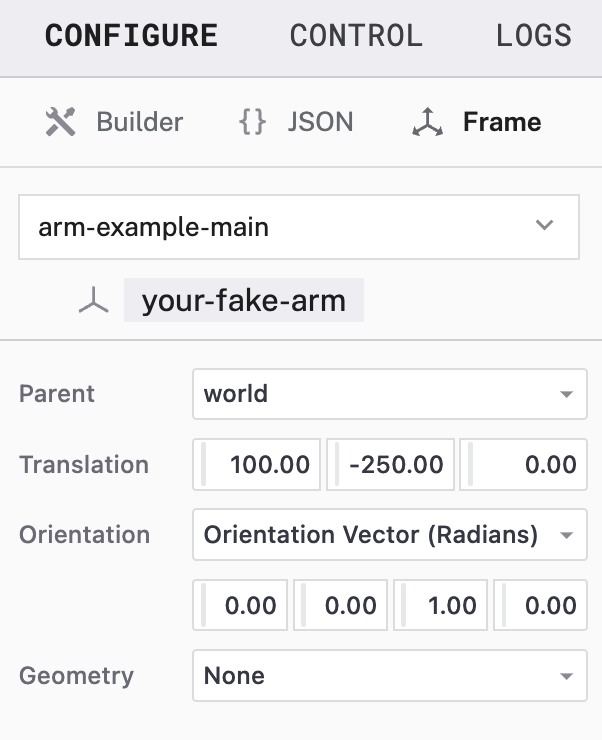 CONFIGURE CONTROL LOGS
Builder {} JSON Frame
arm-example-main
your-fake-arm
Parent world
Translation 100.00 -250.00 0.00
Orientation Orientation Vector (Radians)
0.00 0.00 1.00 0.00
Geometry None